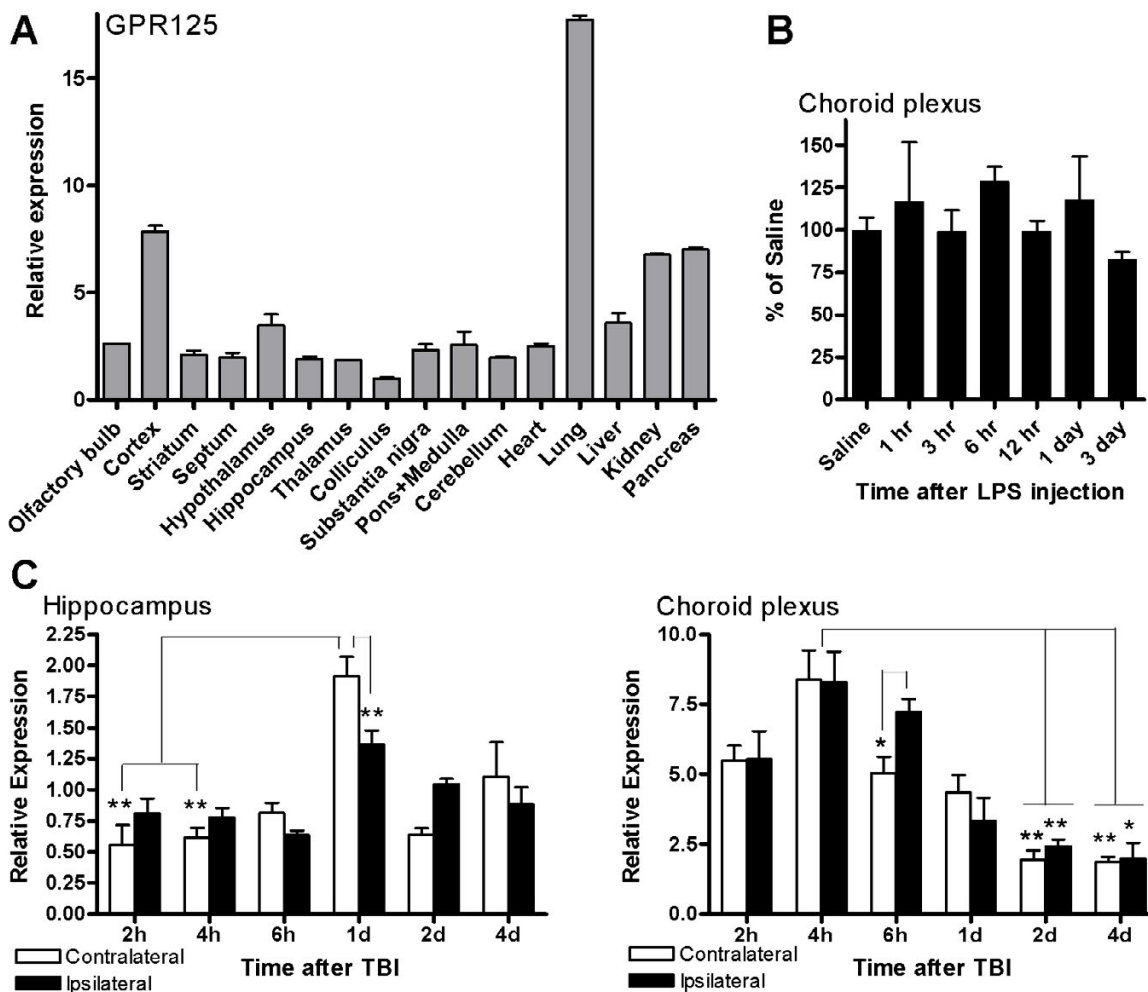 A
GPR125
Relative expression
15
10
5
0
Olfactory bulb
Cortex
Striatum
Septum
Hypothalamus
Hippocampus
Thalamus
Colliculus
Substantia nigra
Pons+Medulla
Cerebellum
Heart
Lung
Liver
Kidney
Pancreas
B
Choroid plexus
% of Saline
150
125
100
75
50
25
0
Saline
1 hr
3 hr
6 hr
12 hr
1 day
3 day
Time after LPS injection
C
Hippocampus
Relative Expression
2.25
2.00
1.75
1.50
1.25
1.00
0.75
0.50
0.25
0.00
** ** **
2h 4h 6h 1d 2d 4d
Time after TBI
Contralateral
Ipsilateral
Choroid plexus
Relative Expression
10.0
7.5
5.0
2.5
0.0
* ** ** ** *
2h 4h 6h 1d 2d 4d
Time after TBI
Contralateral
Ipsilateral